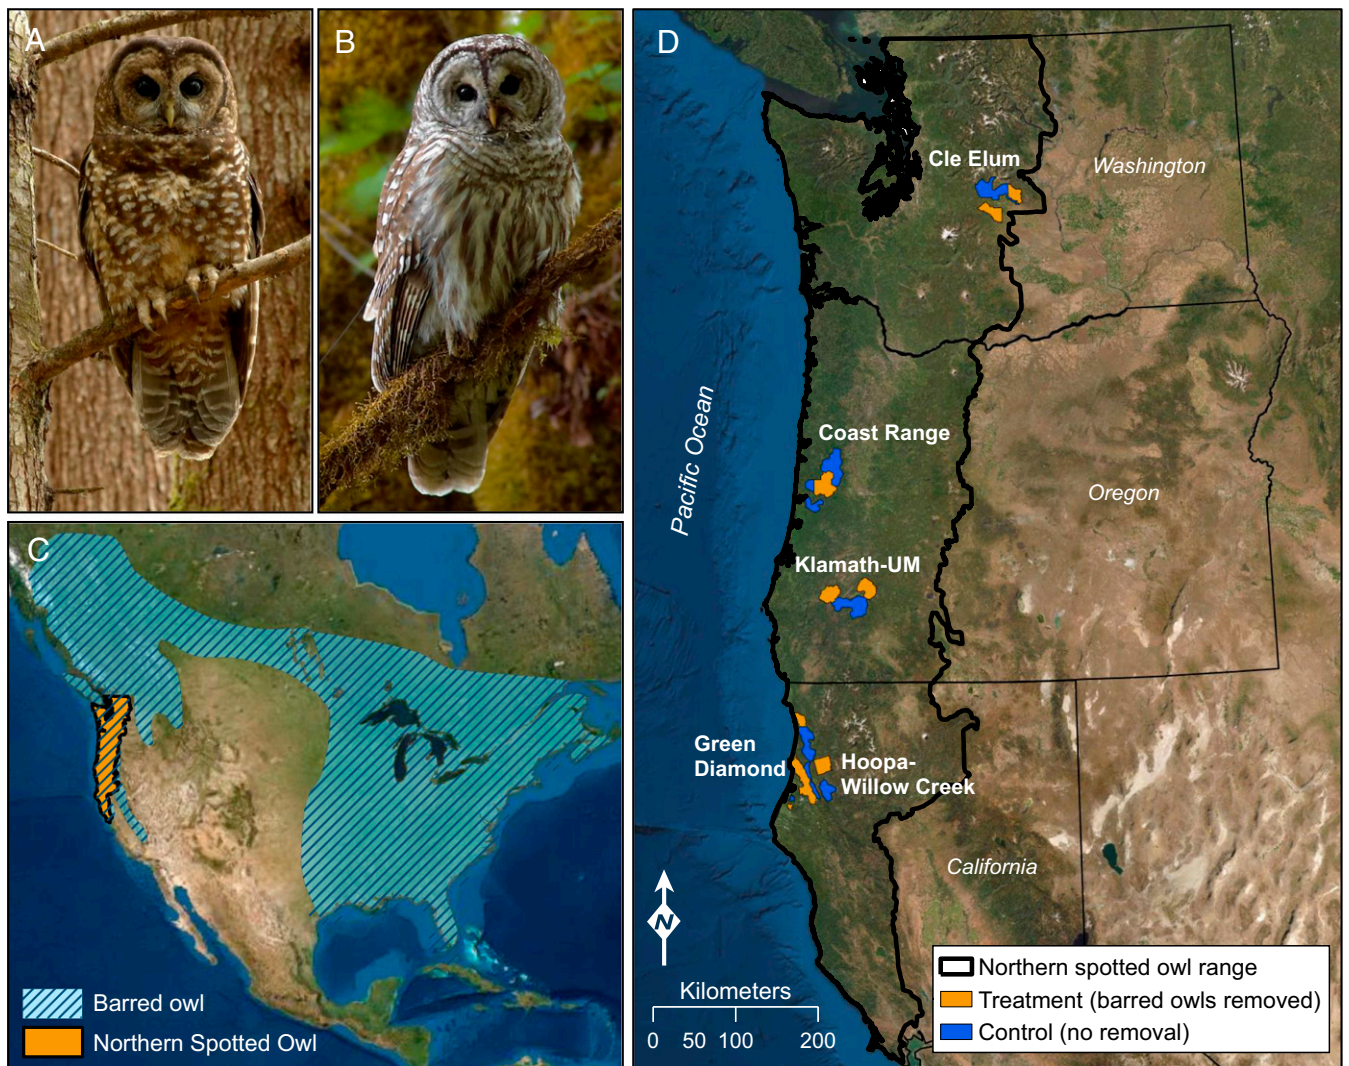 A
B
C
Barred owl
Northern Spotted Owl
D
Cle Elum
Washington
Pacific Ocean
Coast Range
Oregon
Klamath-UM
Green
Diamond
Hoopa-
Willow Creek
California
N
Kilometers
0 50 100 200
Northern spotted owl range
Treatment (barred owls removed)
Control (no removal)